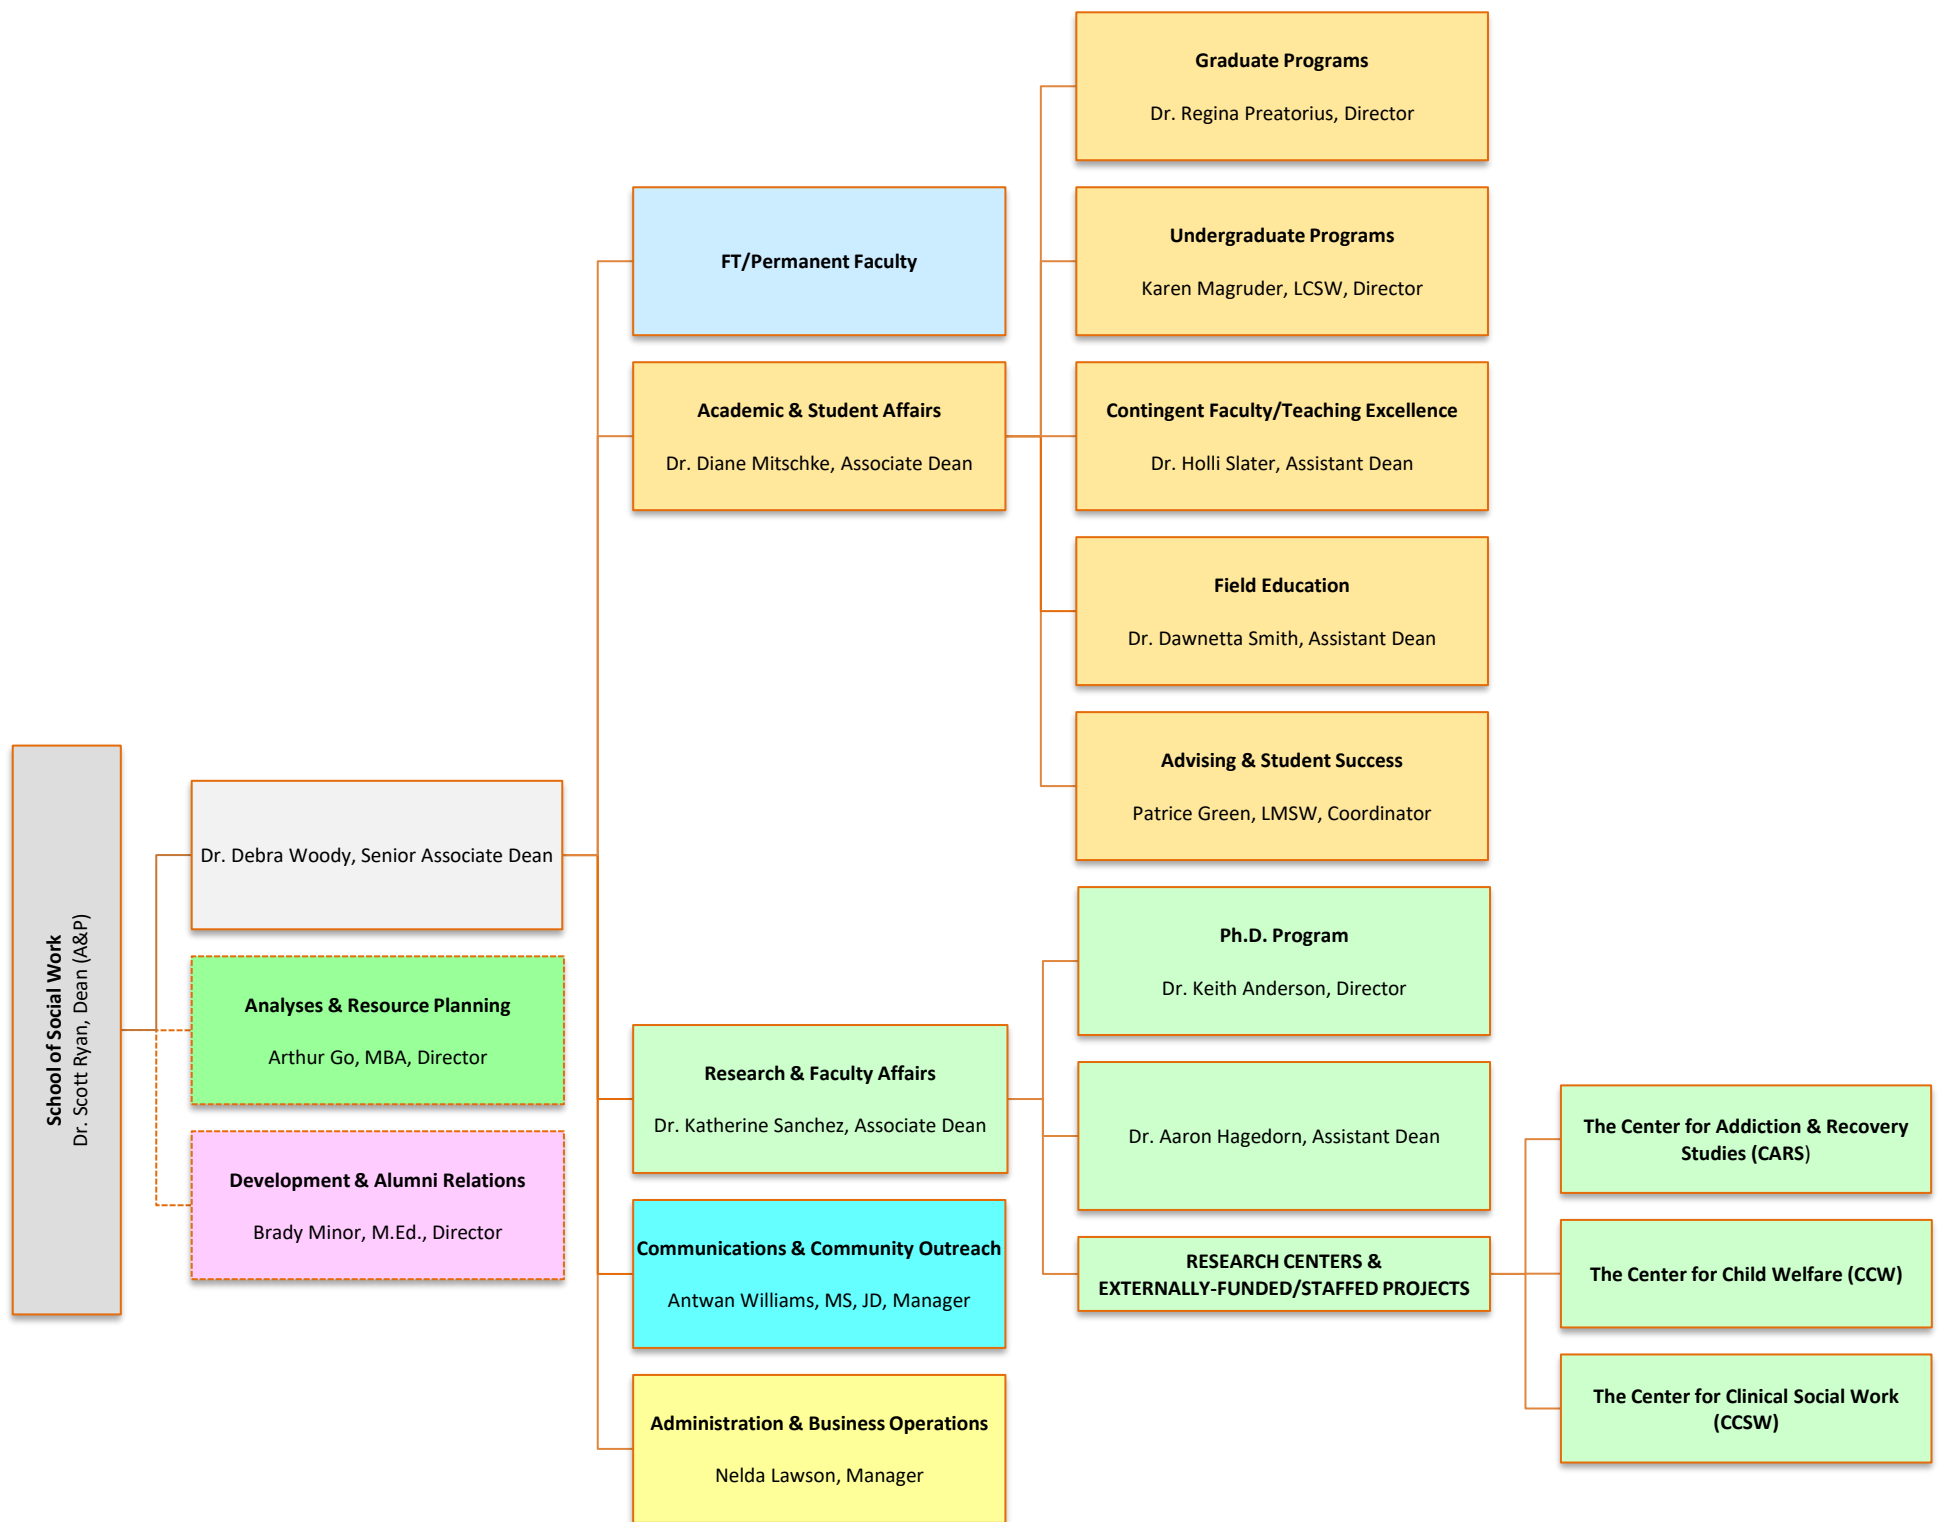 School of Social Work
Dr. Scott Ryan, Dean (A&P)
Dr. Debra Woody, Senior Associate Dean
Analyses & Resource Planning
Arthur Go, MBA, Director
Development & Alumni Relations
Brady Minor, M.Ed., Director
FT/Permanent Faculty
Academic & Student Affairs
Dr. Diane Mitschke, Associate Dean
Graduate Programs
Dr. Regina Preatorius, Director
Undergraduate Programs
Karen Magruder, LCSW, Director
Contingent Faculty/Teaching Excellence
Dr. Holli Slater, Assistant Dean
Field Education
Dr. Dawnetta Smith, Assistant Dean
Advising & Student Success
Patrice Green, LMSW, Coordinator
Research & Faculty Affairs
Dr. Katherine Sanchez, Associate Dean
Ph.D. Program
Dr. Keith Anderson, Director
Dr. Aaron Hagedorn, Assistant Dean
RESEARCH CENTERS &
EXTERNALLY-FUNDED/STAFFED PROJECTS
The Center for Addiction & Recovery
Studies (CARS)
The Center for Child Welfare (CCW)
The Center for Clinical Social Work
(CCSW)
Communications & Community Outreach
Antwan Williams, MS, JD, Manager
Administration & Business Operations
Nelda Lawson, Manager